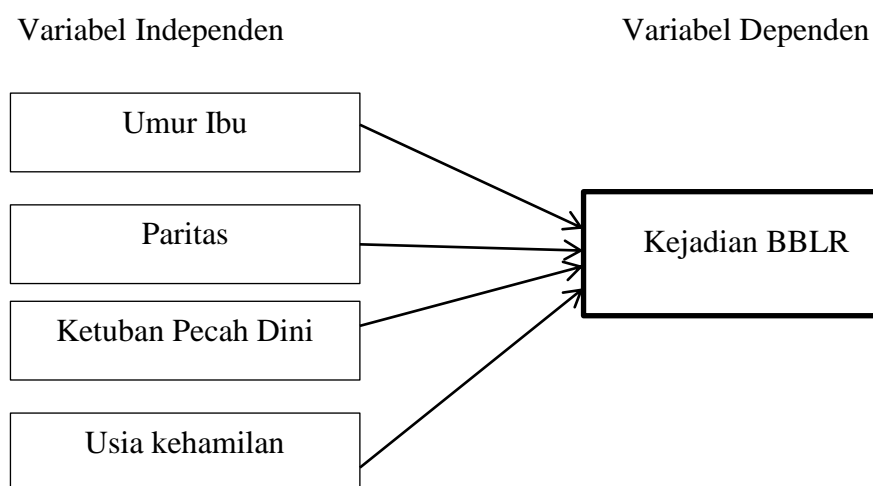 Variabel Independen
Variabel Dependen
Umur Ibu
Paritas
Ketuban Pecah Dini
Usia kehamilan
Kejadian BBLR